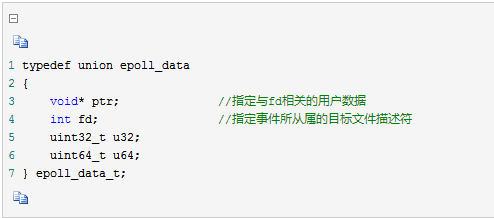 1 typedef union epoll_data
2 {
3     void* ptr;              //指定与fd相关的用户数据
4     int fd;                 //指定事件所从属的目标文件描述符
5     uint32_t u32;
6     uint64_t u64;
7 } epoll_data_t;